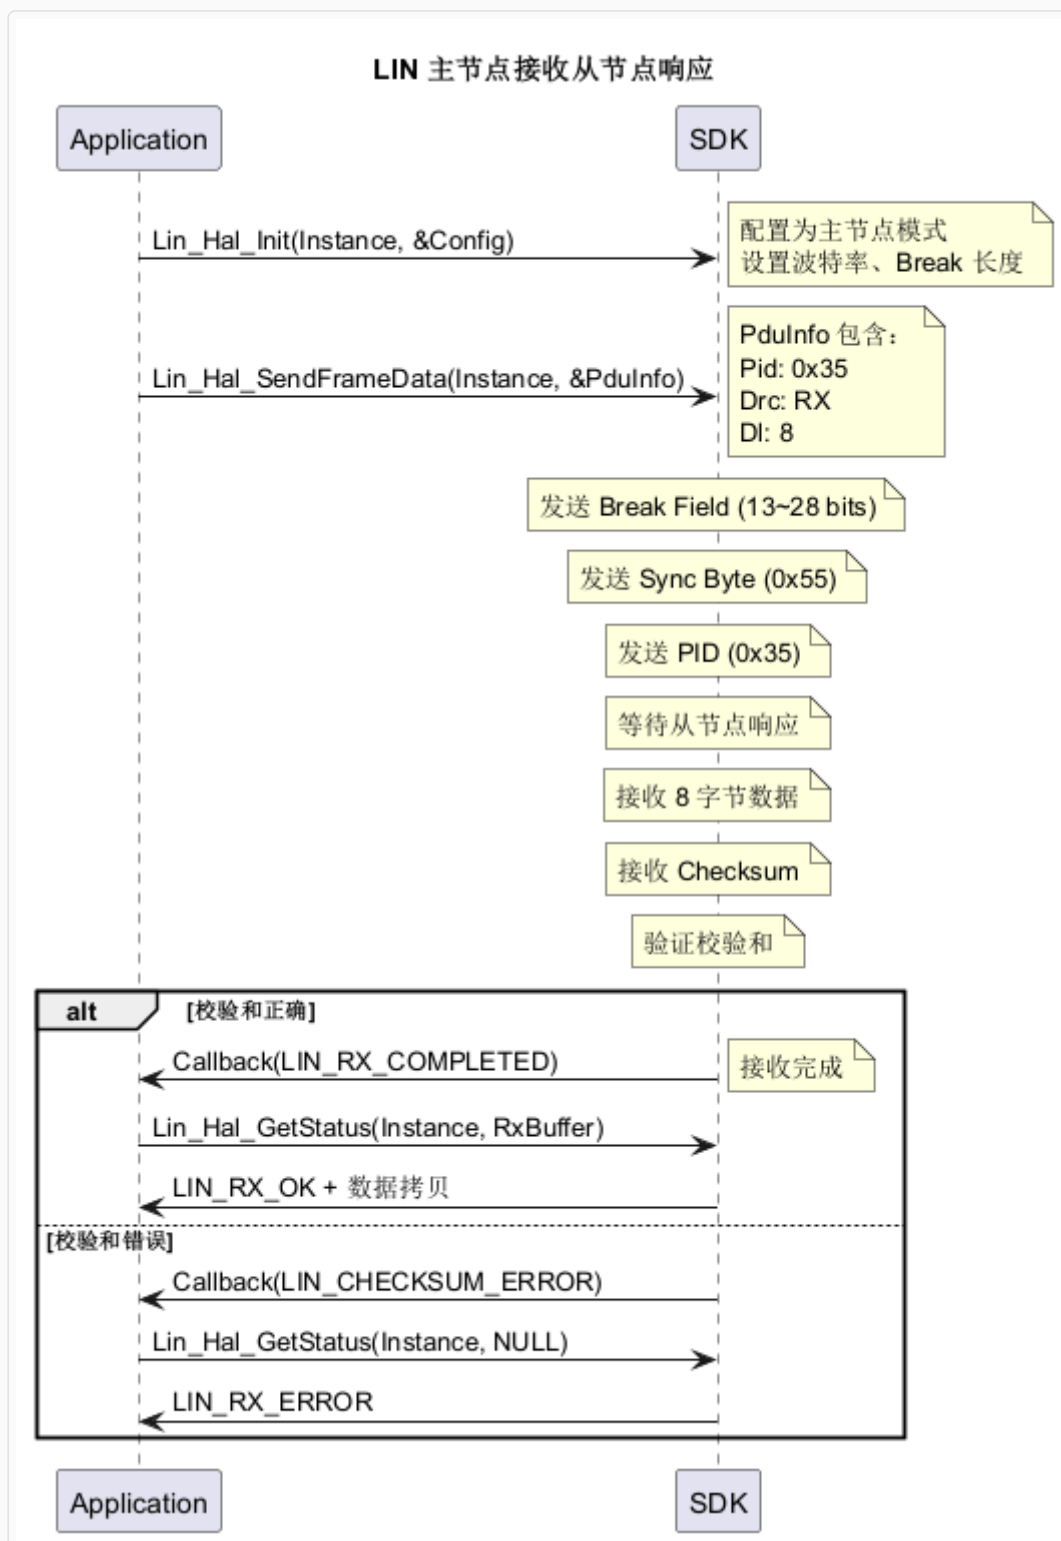 LIN 主节点接收从节点响应
Application
SDK
Lin_Hal_Init(Instance, &Config)
配置为主节点模式
设置波特率、Break 长度
Lin_Hal_SendFrameData(Instance, &PduInfo)
PduInfo 包含：
Pid: 0x35
Drc: RX
Dl: 8
发送 Break Field (13~28 bits)
发送 Sync Byte (0x55)
发送 PID (0x35)
等待从节点响应
接收 8 字节数据
接收 Checksum
验证校验和
alt
[校验和正确]
Callback(LIN_RX_COMPLETED)
接收完成
Lin_Hal_GetStatus(Instance, RxBuffer)
LIN_RX_OK + 数据拷贝
[校验和错误]
Callback(LIN_CHECKSUM_ERROR)
Lin_Hal_GetStatus(Instance, NULL)
LIN_RX_ERROR
Application
SDK